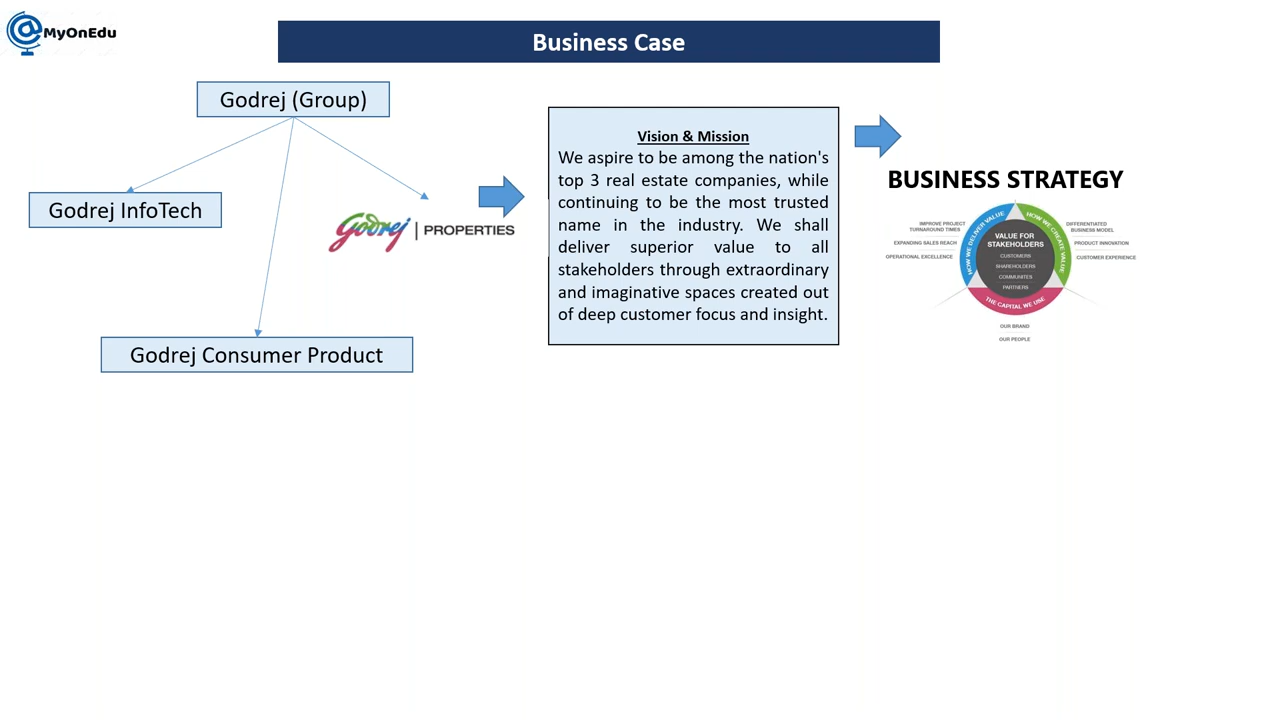 @MyOnEdu
Business Case
Godrej (Group)
Godrej InfoTech
Godrej | PROPERTIES
Godrej Consumer Product
Vision & Mission
We aspire to be among the nation's
top 3 real estate companies, while
continuing to be the most trusted
name in the industry. We shall
deliver superior value to all
stakeholders through extraordinary
and imaginative spaces created out
of deep customer focus and insight.
BUSINESS STRATEGY
IMPROVE PROJECT
TURNAROUND TIMES
EXPANDING SALES REACH
OPERATIONAL EXCELLENCE
HOW WE DELIVER VALUE
HOW WE CREATE VALUE
VALUE FOR
STAKEHOLDERS
CUSTOMERS
SHAREHOLDERS
COMMUNITES
PARTNERS
DIFFERENTIATED
BUSINESS MODEL
PRODUCT INNOVATION
CUSTOMER EXPERIENCE
THE CAPITAL WE USE
OUR BRAND
OUR PEOPLE